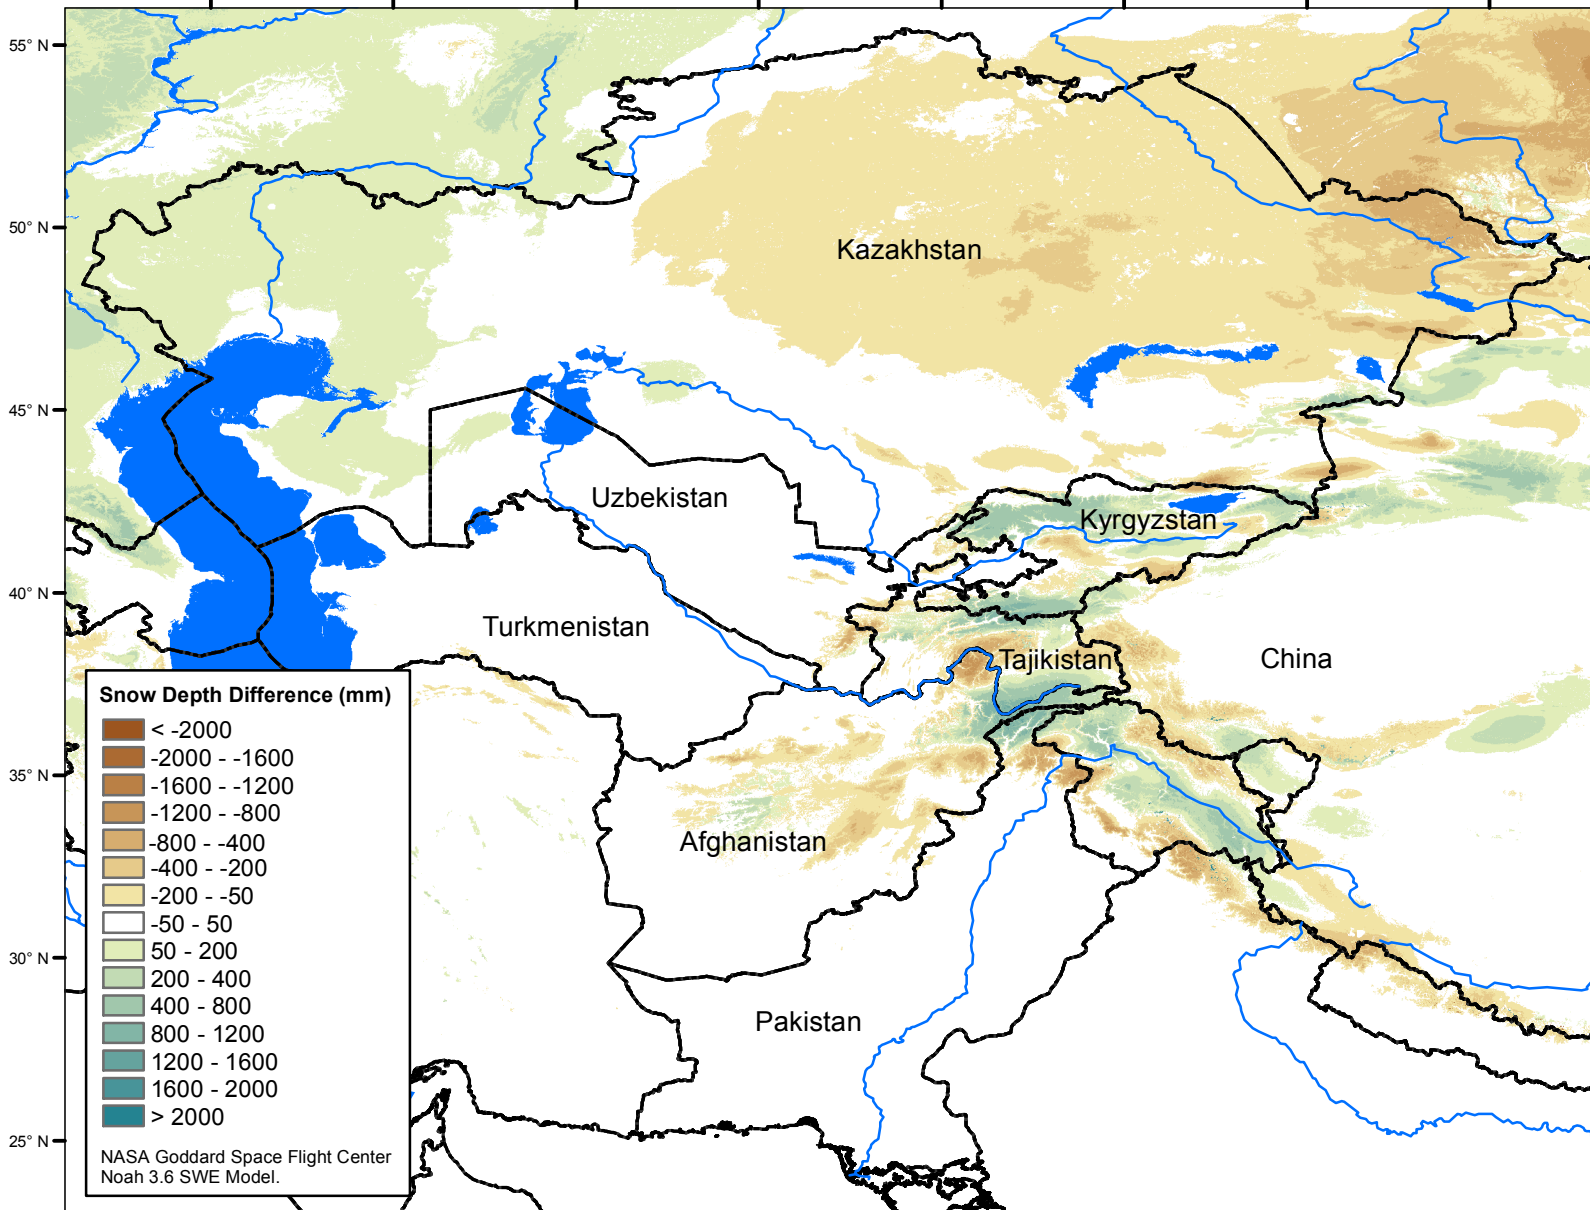 55° N
50° N
Kazakhstan
45° N
Uzbekistan
Kyrgyzstan
40° N
Turkmenistan
Tajikistan
China
35° N
Afghanistan
30° N
Pakistan
25° N
Snow Depth Difference (mm)
< -2000
-2000 - -1600
-1600 - -1200
-1200 - -800
-800 - -400
-400 - -200
-200 - -50
-50 - 50
50 - 200
200 - 400
400 - 800
800 - 1200
1200 - 1600
1600 - 2000
> 2000
NASA Goddard Space Flight Center
Noah 3.6 SWE Model.